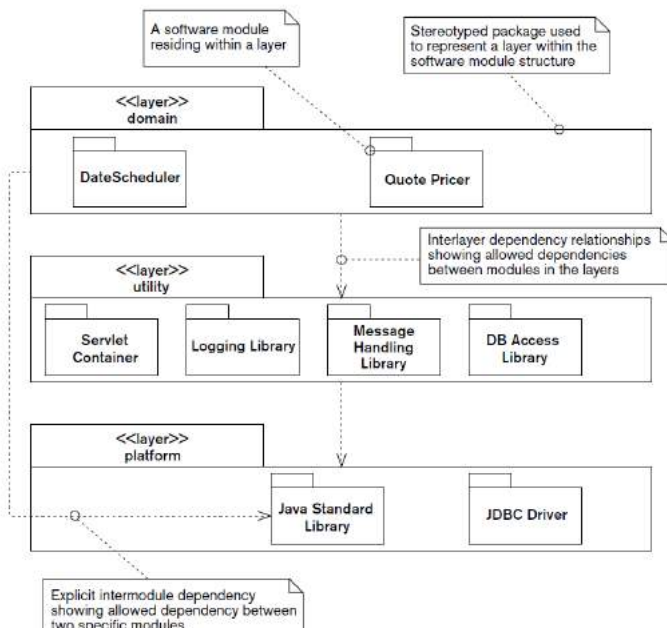 A software module
residing within a layer
Stereotyped package used
to represent a layer within the
software module structure
<<layer>>
domain
DateScheduler
Quote Pricer
Interlayer dependency relationships
showing allowed dependencies
between modules in the layers
<<layer>>
utility
Servlet
Container
Logging Library
Message
Handling
Library
DB Access
Library
<<layer>>
platform
Java Standard
Library
JDBC Driver
Explicit intermodule dependency
showing allowed dependency between
two specific modules